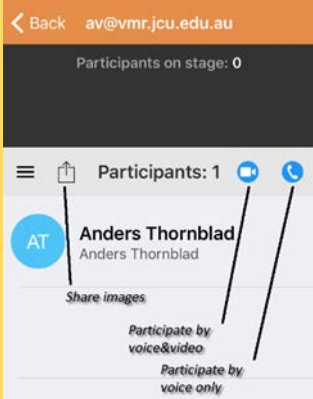 Back av@vmr.jcu.edu.au
Participants on stage: 0
Participants: 1
AT
Anders Thornblad
Anders Thornblad
Share images
Participate by
voice&video
Participate by
voice only